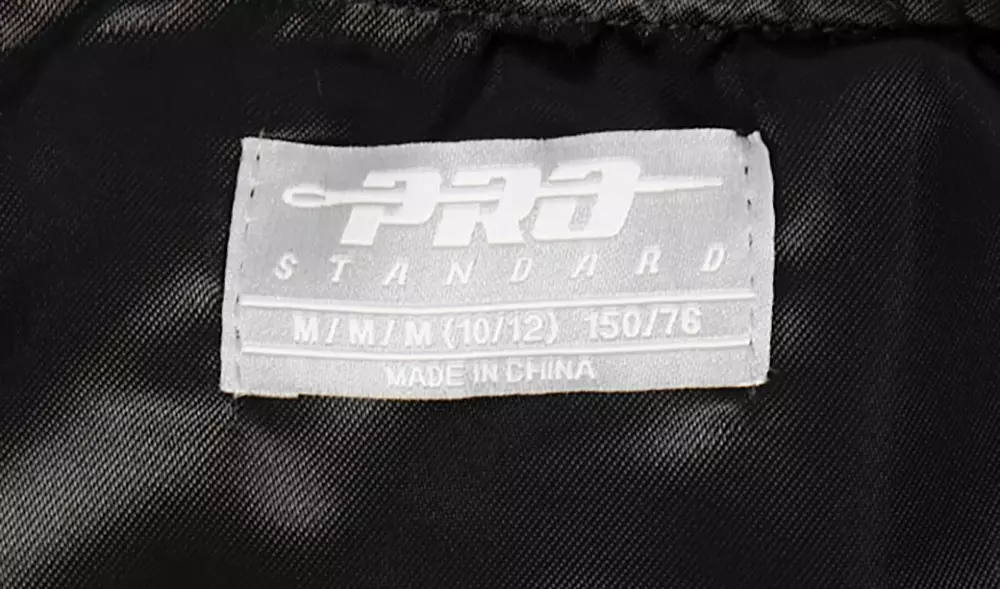 PRO
STANDARD
M/M/M (10/12) 150/76
MADE IN CHINA